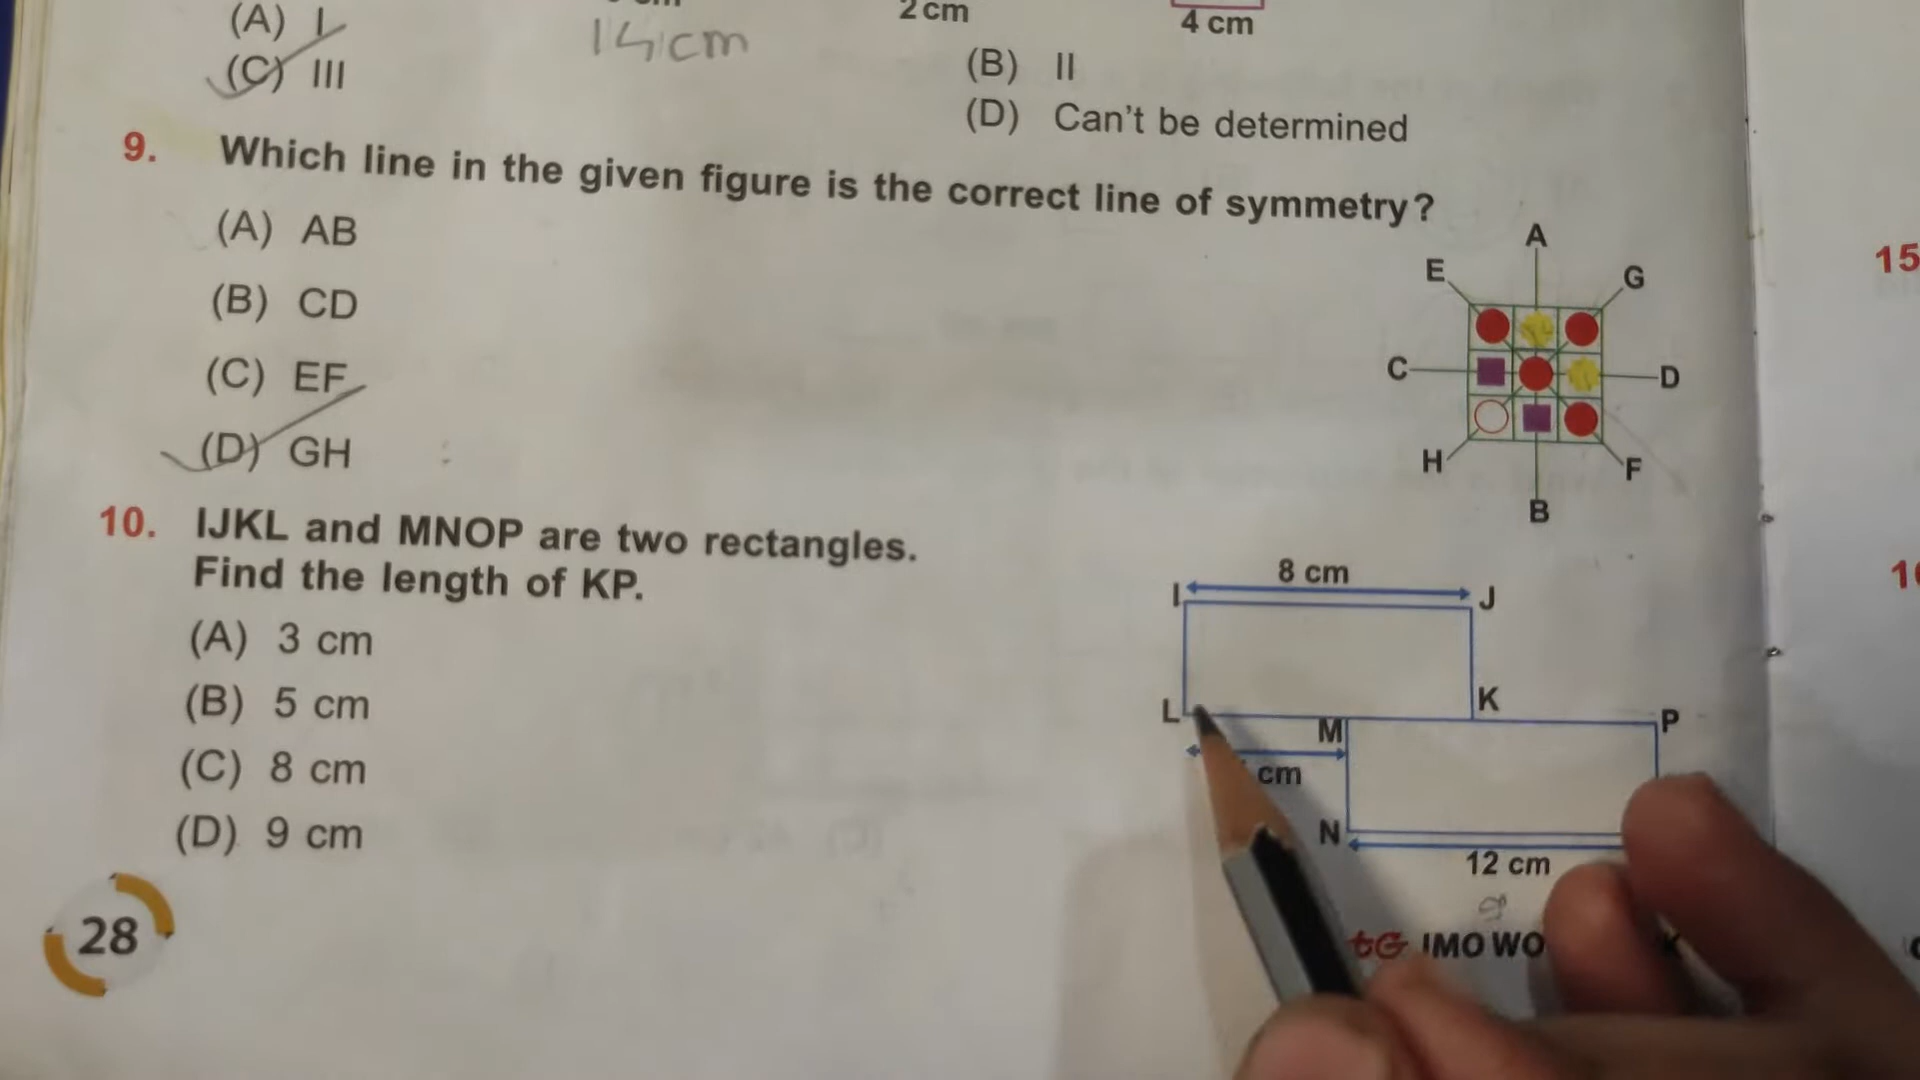 (A) I
2 cm
4 cm
14 cm
(C) III
(B) II
(D) Can't be determined
9. Which line in the given figure is the correct line of symmetry?
(A) AB
(B) CD
(C) EF
(D) GH
A
E
G
C
D
H
F
B
15
10. IJKL and MNOP are two rectangles.
Find the length of KP.
(A) 3 cm
(B) 5 cm
(C) 8 cm
(D) 9 cm
8 cm
I
J
L
K
M
P
cm
N
12 cm
28
IMO WO